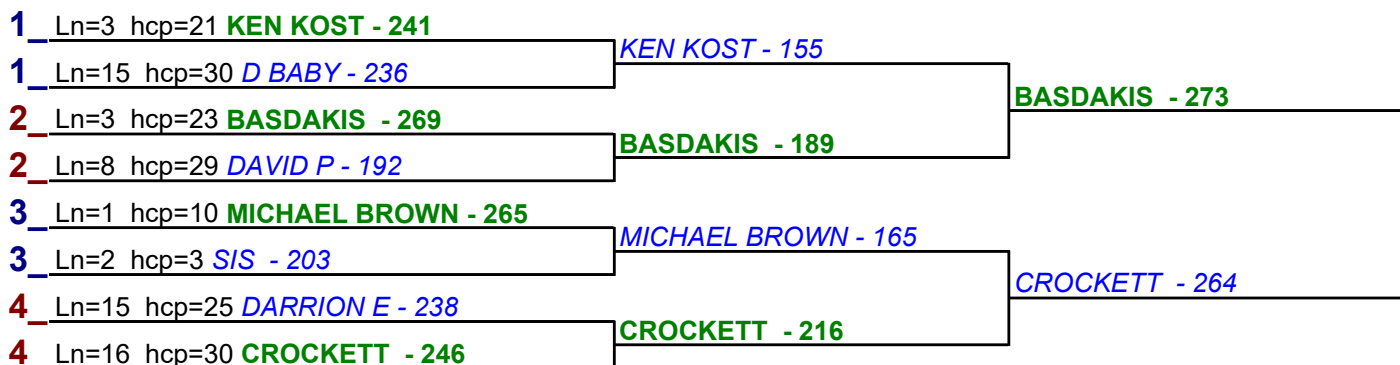 1_ Ln=3 hcp=21 KEN KOST - 241
KEN KOST - 155
1_ Ln=15 hcp=30 D BABY - 236
BASDAKIS - 273
2_ Ln=3 hcp=23 BASDAKIS - 269
BASDAKIS - 189
2_ Ln=8 hcp=29 DAVID P - 192
3_ Ln=1 hcp=10 MICHAEL BROWN - 265
MICHAEL BROWN - 165
3_ Ln=2 hcp=3 SIS - 203
CROCKETT - 264
4_ Ln=15 hcp=25 DARRION E - 238
CROCKETT - 216
4 Ln=16 hcp=30 CROCKETT - 246